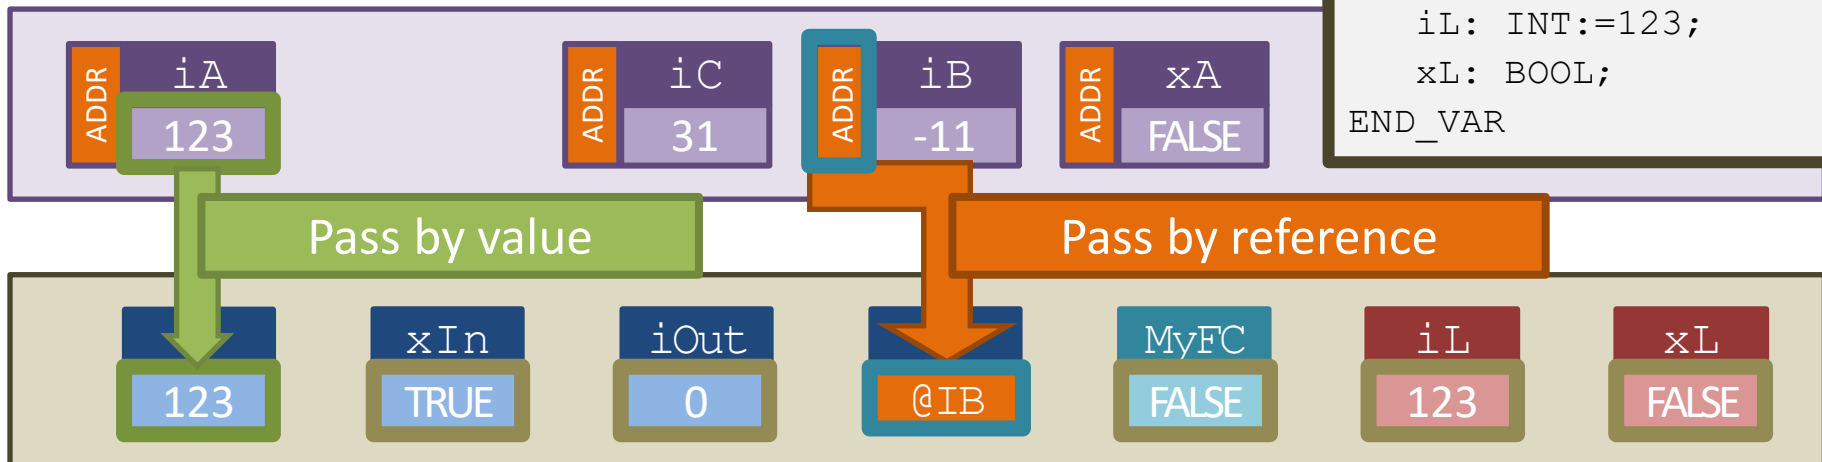 iL: INT:=123;
xL: BOOL;
END_VAR
ADDR iA 123
ADDR iC 31
ADDR iB -11
ADDR xA FALSE
Pass by value
Pass by reference
xIn iOut MyFC iL xL
123 TRUE 0 @IB FALSE 123 FALSE